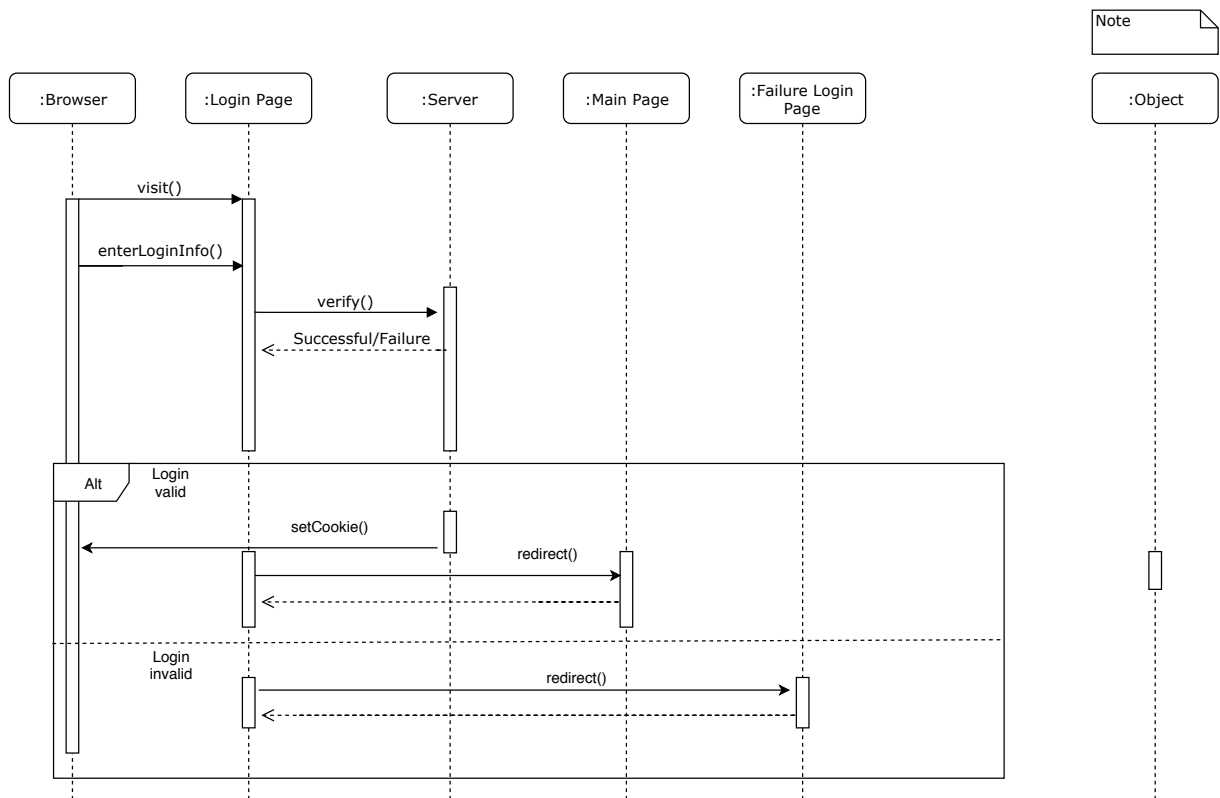 Note
:Browser
:Login Page
:Server
:Main Page
:Failure Login
Page
:Object
visit()
enterLoginInfo()
verify()
Successful/Failure
Alt
Login
valid
setCookie()
redirect()
Login
invalid
redirect()